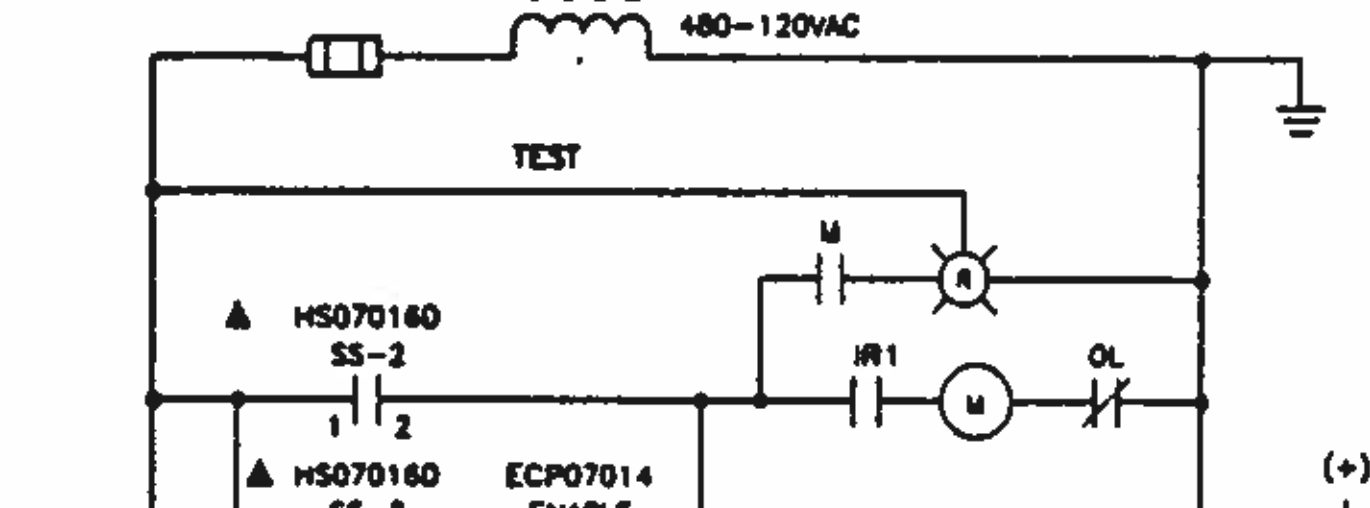 480-120VAC
TEST
M
R
HS070160
SS-2
IR1
OL
1
2
M
HS070160
ECP07014
(+)